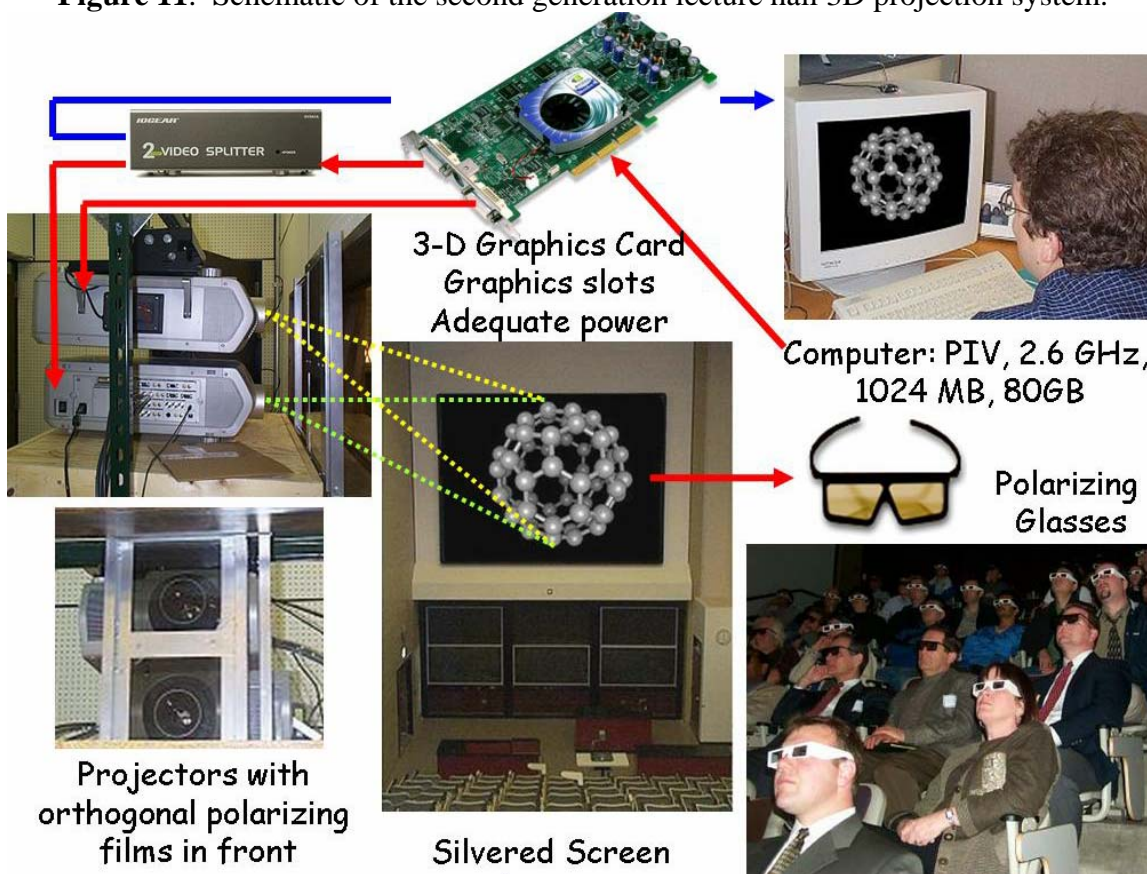 Figure 11. Schematic of the second generation lecture hall 3D projection system.
IOGEAR
2 VIDEO SPLITTER
3-D Graphics Card
Graphics slots
Adequate power
Computer: PIV, 2.6 GHz,
1024 MB, 80GB
Polarizing
Glasses
Projectors with
orthogonal polarizing
films in front
Silvered Screen